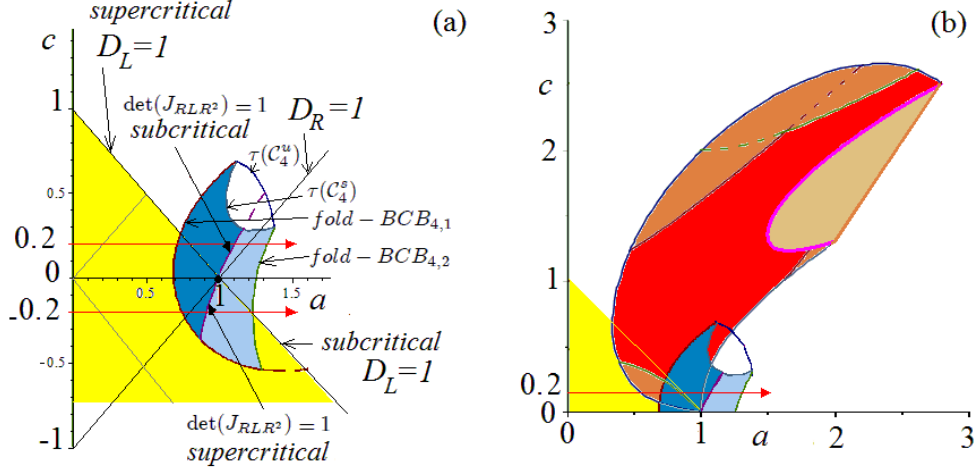 supercritical
(a)
c
D_L=1
1
det(J_{RLR^2}) = 1
subcritical
D_R=1
τ(C_4^u)
0.5
τ(C_4^s)
fold – BCB_{4,1}
0.2
fold – BCB_{4,2}
0
0.5
1
1.5
a
-0.2
subcritical
D_L=1
-0.5
det(J_{RLR^2}) = 1
supercritical
-1
(b)
3
c
2
1
0.2
0
0
1
a
2
3